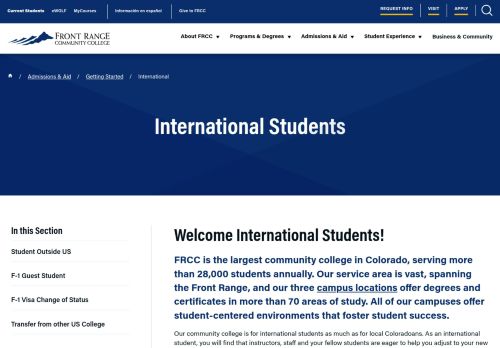 Current Students eWOLF MyCourses Información en español Give to FRCC REQUEST INFO VISIT APPLY
FRONT RANGE
COMMUNITY COLLEGE
About FRCC Programs & Degrees Admissions & Aid Student Experience Business & Community
/ Admissions & Aid / Getting Started / International
International Students
In this Section
Student Outside US
F-1 Guest Student
F-1 Visa Change of Status
Transfer from other US College
Welcome International Students!
FRCC is the largest community college in Colorado, serving more
than 28,000 students annually. Our service area is vast, spanning
the Front Range, and our three campus locations offer degrees and
certificates in more than 70 areas of study. All of our campuses offer
student-centered environments that foster student success.
Our community college is for international students as much as for local Coloradoans. As an international
student, you will find that instructors, staff and your fellow students are eager to help you adjust to your new